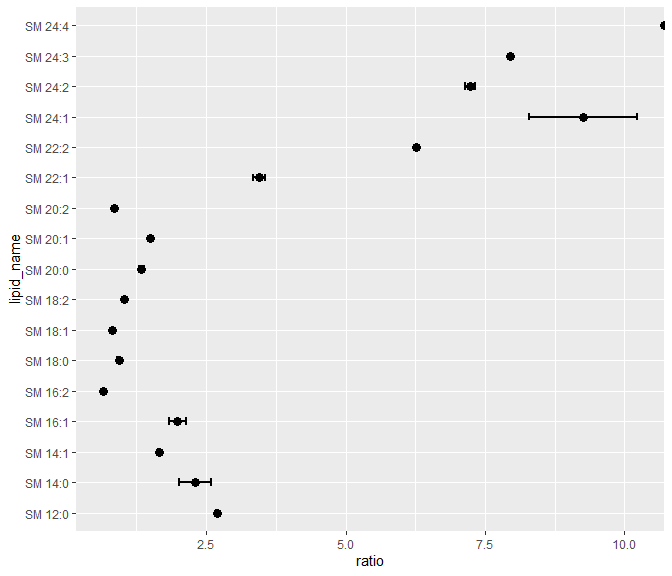 SM 24:4
SM 24:3
SM 24:2
SM 24:1
SM 22:2
SM 22:1
SM 20:2
SM 20:1
SM 20:0
SM 18:2
SM 18:1
SM 18:0
SM 16:2
SM 16:1
SM 14:1
SM 14:0
SM 12:0
lipid_name
2.5 5.0 7.5 10.0
ratio